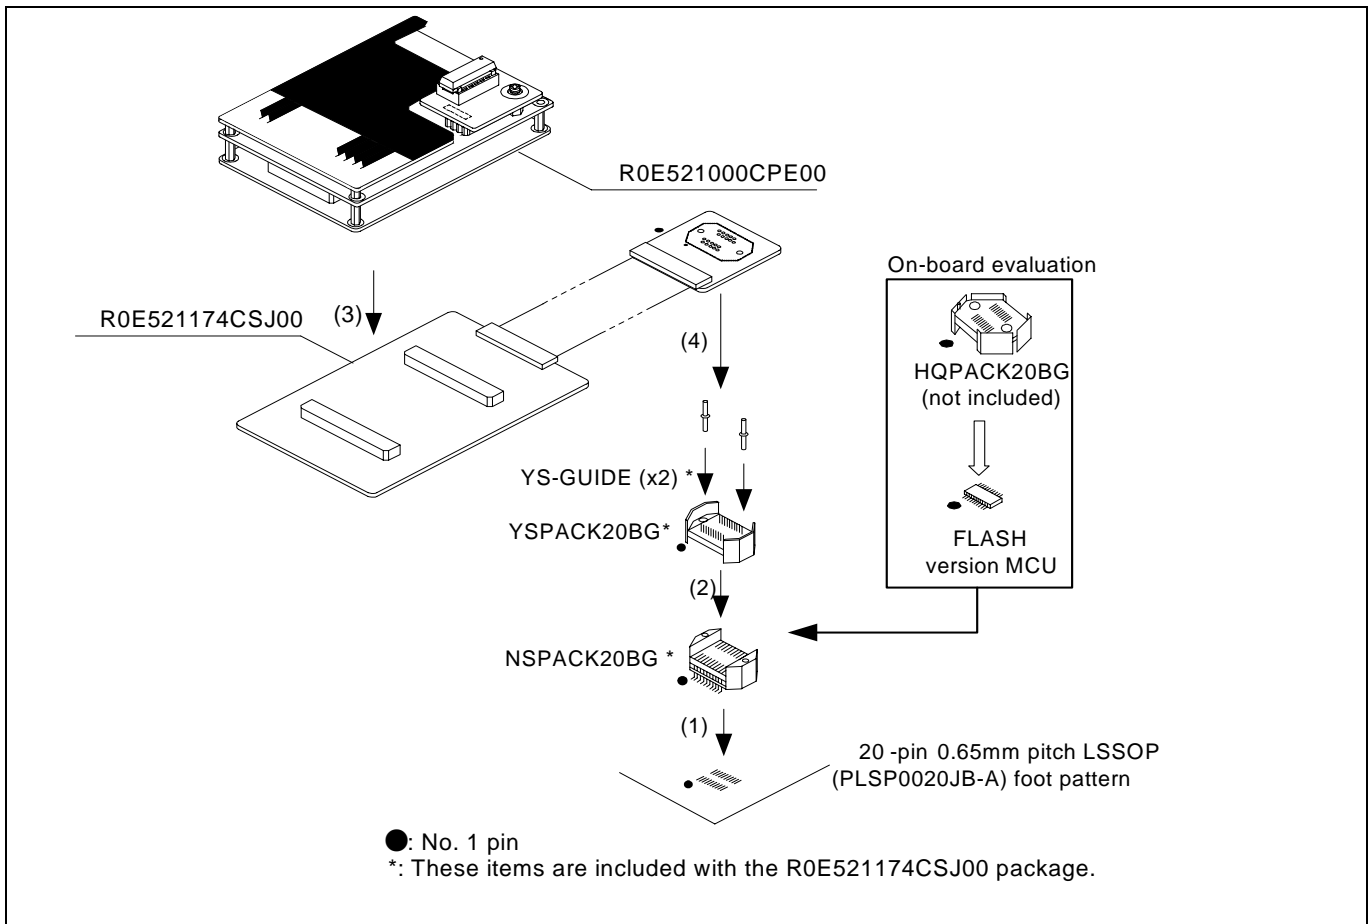 R0E521000CPE00
On-board evaluation
R0E521174CSJ00
(3)
(4)
HQPACK20BG
(not included)
YS-GUIDE (x2) *
YSPACK20BG*
FLASH
version MCU
(2)
NSPACK20BG *
(1)
20 -pin 0.65mm pitch LSSOP
(PLSP0020JB-A) foot pattern
●: No. 1 pin
*: These items are included with the R0E521174CSJ00 package.